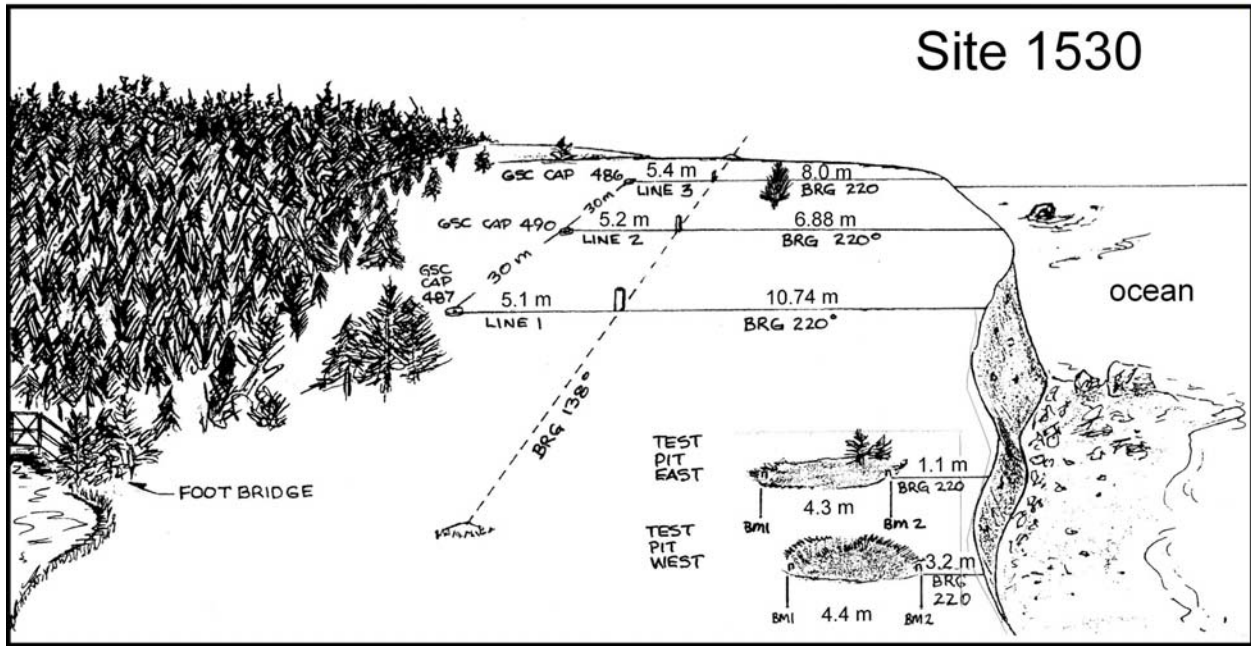 Site 1530
GSC CAP 486
5.4 m
8.0 m
LINE 3
BRG 220
30m
GSC CAP 490
5.2 m
6.88 m
LINE 2
BRG 220°
30 m
GSC
CAP
487
5.1 m
10.74 m
LINE 1
BRG 220°
ocean
BRG 138°
FOOT BRIDGE
TEST
PIT
EAST
1.1 m
BRG 220
4.3 m
BM1
BM 2
TEST
PIT
WEST
3.2 m
BRG
220
BM1
4.4 m
BM2